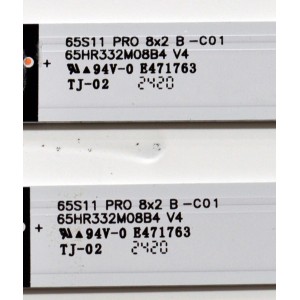 65S11 PRO 8x2 B -C01
65HR332M08B4 V4
94V-0 E471763
TJ-02 2420
65S11 PRO 8x2 B -C01
65HR332M08B4 V4
94V-0 E471763
TJ-02 2420